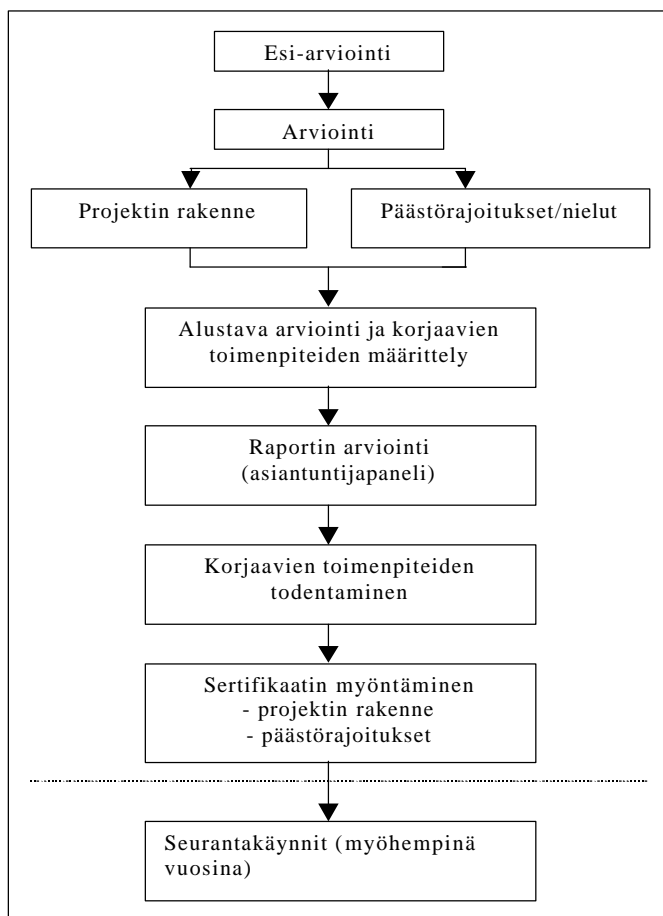 Esi-arviointi
Arviointi
Projektin rakenne
Päästörajoitukset/nielut
Alustava arviointi ja korjaavien
toimenpiteiden määrittely
Raportin arviointi
(asiantuntijapaneli)
Korjaavien toimenpiteiden
todentaminen
Sertifikaatin myöntäminen
- projektin rakenne
- päästörajoitukset
Seurantakäynnit (myöhempinä
vuosina)